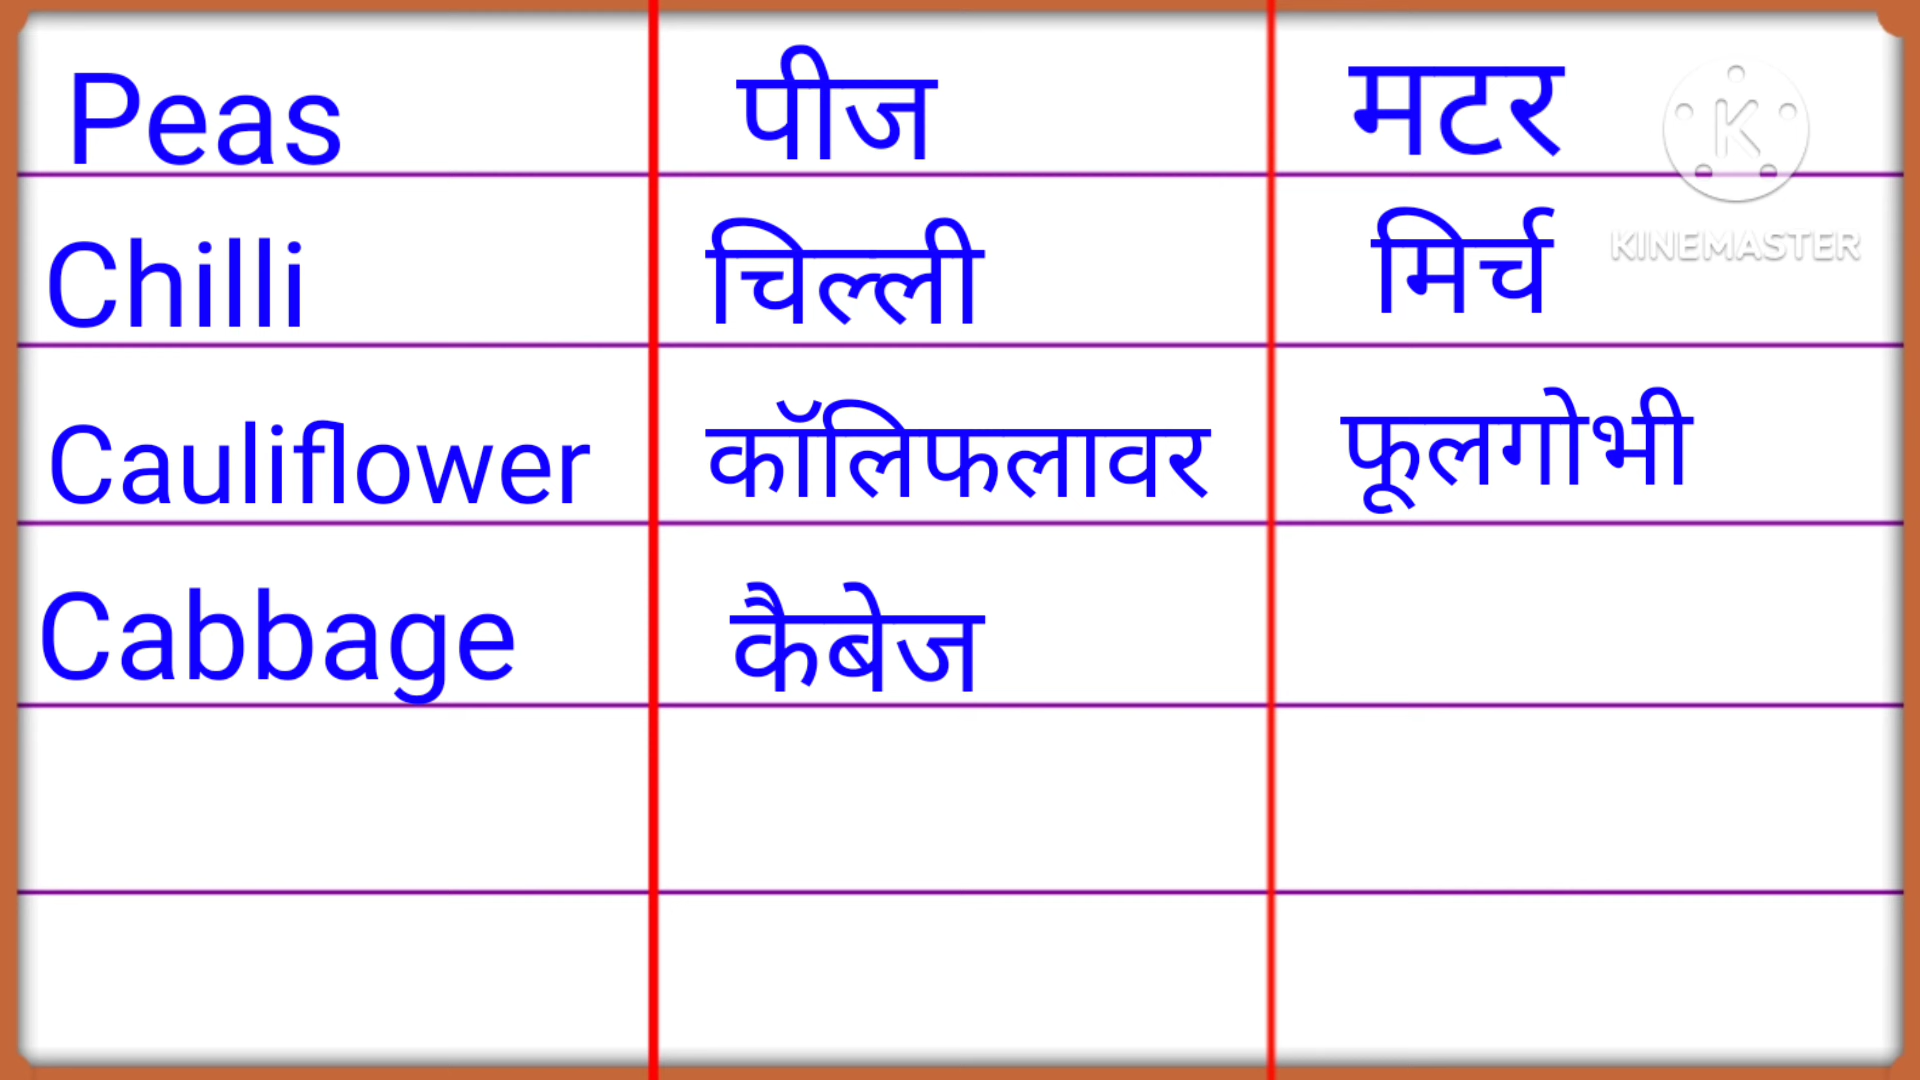 Peas पीज मटर
Chilli चिल्ली मिर्च
KINEMASTER
Cauliflower कॉलिफलावर फूलगोभी
Cabbage कैबेज